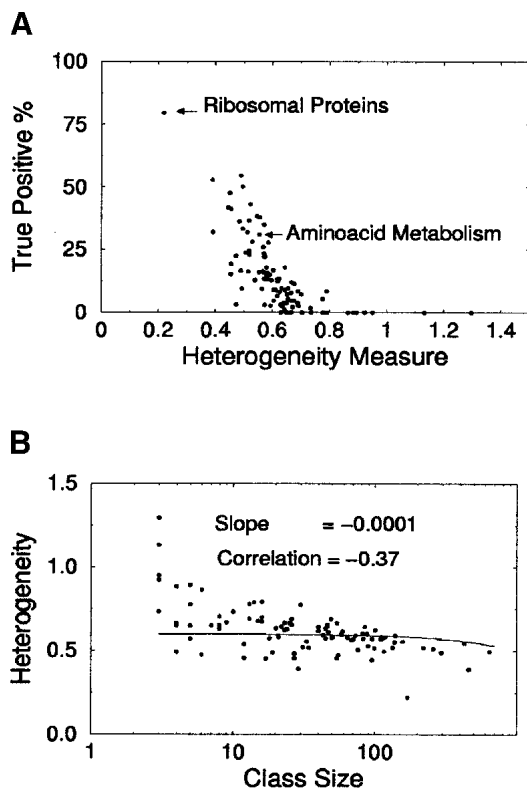 A
True Positive %
100
75
50
25
0
Ribosomal Proteins
Aminoacid Metabolism
0 0.2 0.4 0.6 0.8 1 1.2 1.4
Heterogeneity Measure
B
Heterogeneity
1.5
1.0
0.5
0.0
Slope = −0.0001
Correlation = −0.37
1 10 100
Class Size